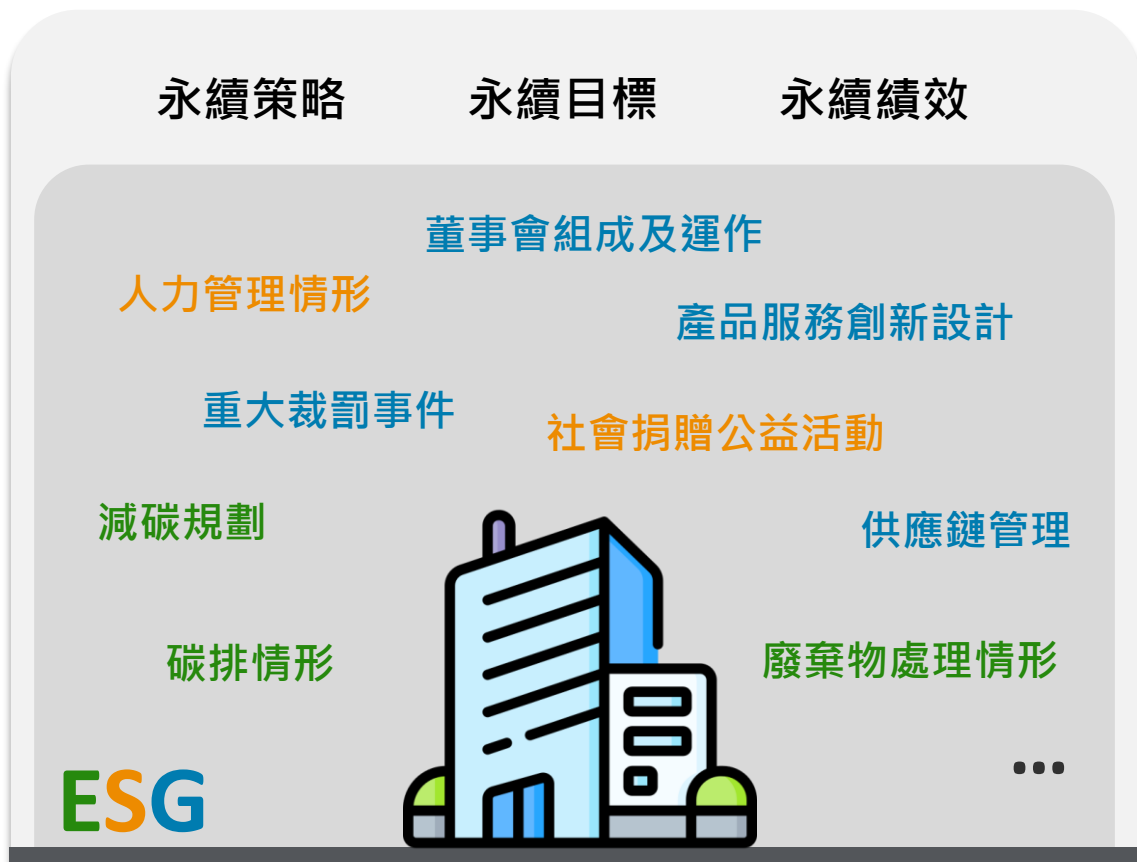 永續策略 永續目標 永續績效
董事會組成及運作
人力管理情形
產品服務創新設計
重大裁罰事件
社會捐贈公益活動
減碳規劃
供應鏈管理
碳排情形
廢棄物處理情形
...
ESG